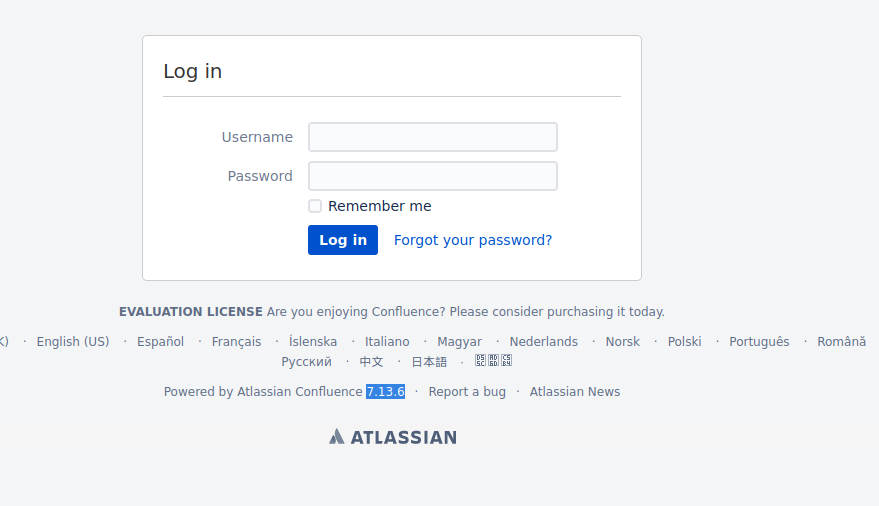 Log in
Username
Password
Remember me
Log in Forgot your password?
EVALUATION LICENSE Are you enjoying Confluence? Please consider purchasing it today.
· English (US) · Español · Français · Íslenska · Italiano · Magyar · Nederlands · Norsk · Polski · Português · Română
Русский · 中文 · 日本語 ·
Powered by Atlassian Confluence 7.13.6 · Report a bug · Atlassian News
ATLASSIAN